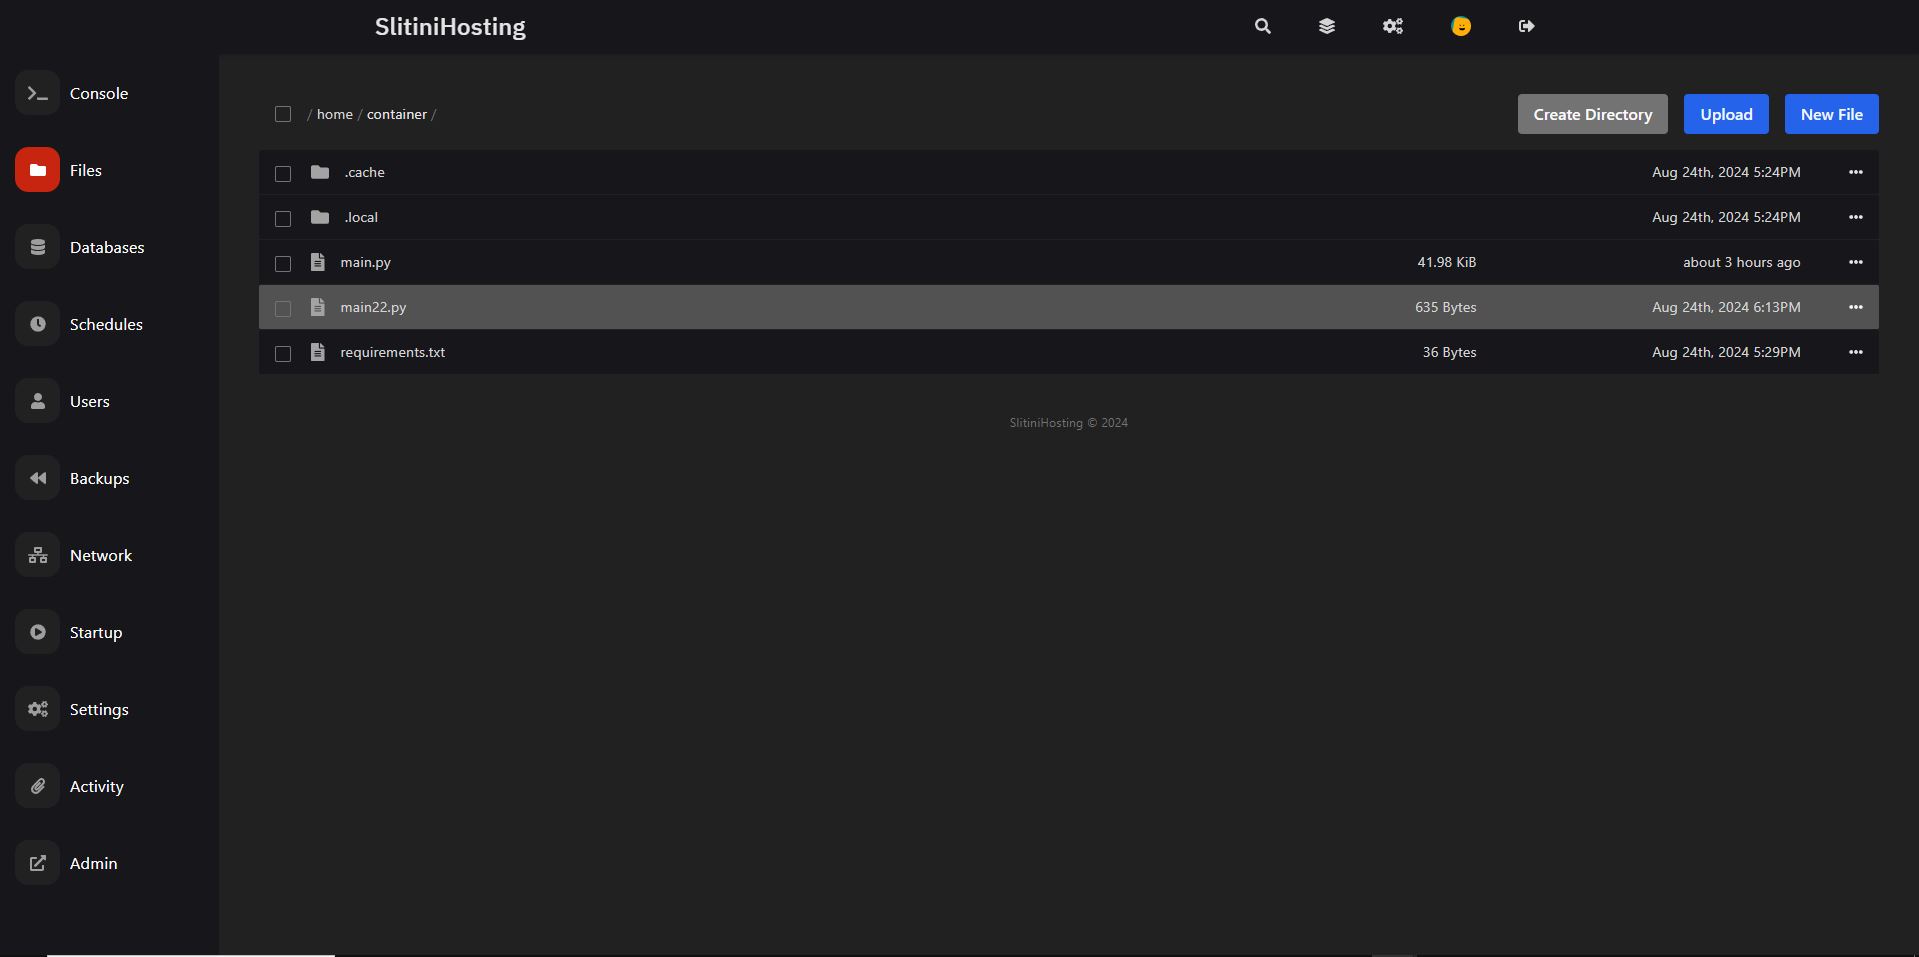 SlitiniHosting
Console
Files
Databases
Schedules
Users
Backups
Network
Startup
Settings
Activity
Admin
/ home / container /
Create Directory
Upload
New File
.cache Aug 24th, 2024 5:24PM
.local Aug 24th, 2024 5:24PM
main.py 41.98 KiB about 3 hours ago
main22.py 635 Bytes Aug 24th, 2024 6:13PM
requirements.txt 36 Bytes Aug 24th, 2024 5:29PM
SlitiniHosting © 2024